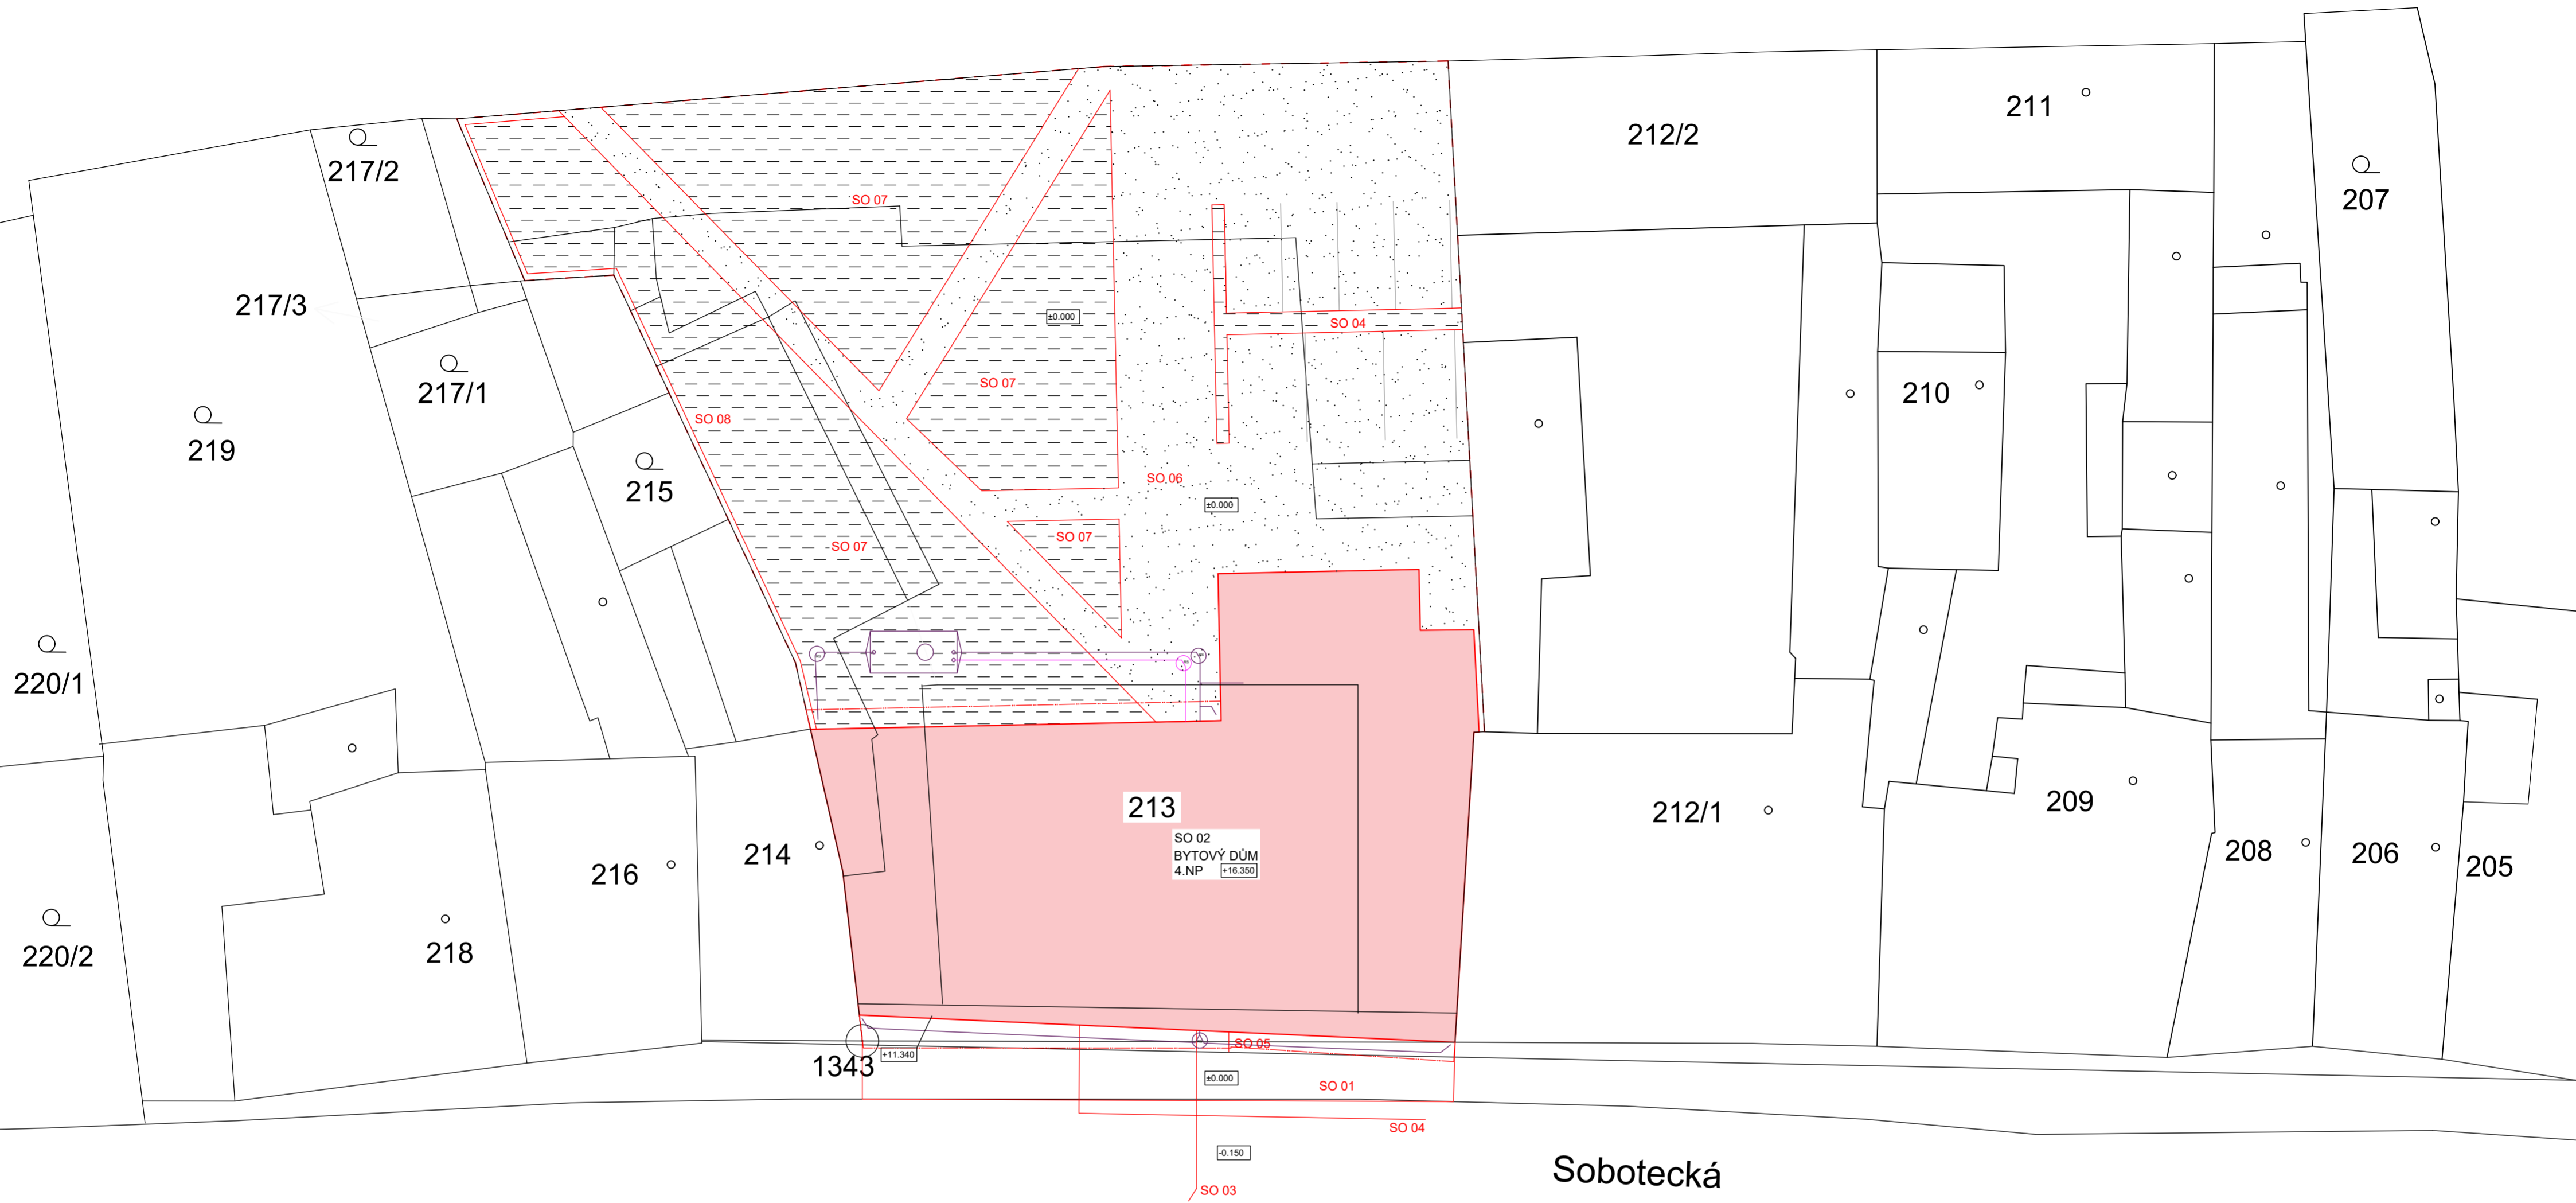 211
212/2
217/2
207
SO 07
217/3
±0.000
SO 04
217/1
SO 07
210
SO 08
219
SO 06
215
±0.000
SO 07
SO 07
220/1
213
209
212/1
SO 02
BYTOVÝ DŮM
4.NP +16.350
214
208
206
205
216
218
220/2
SO 05
+11.340
1343
±0.000
SO 01
SO 04
-0.150
Sobotecká
SO 03